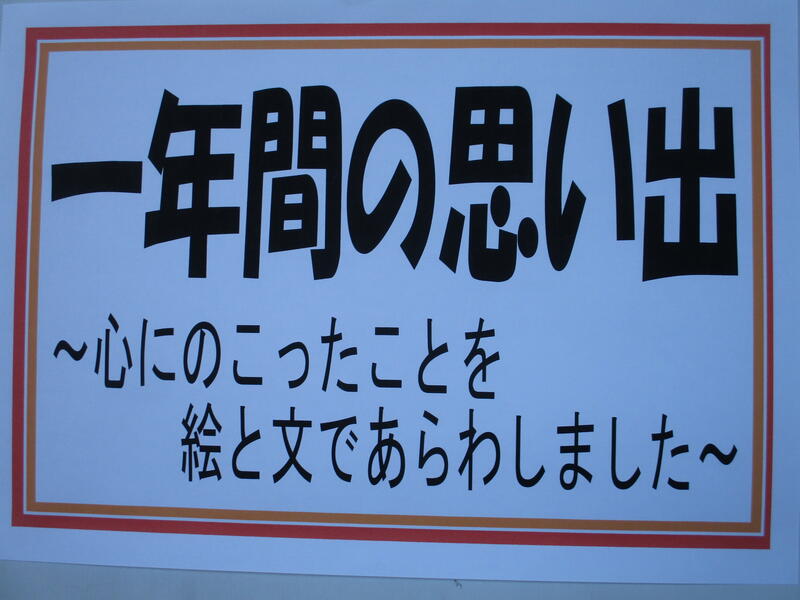 一年間の思い出
～心にのこったことを
絵と文であらわしました～